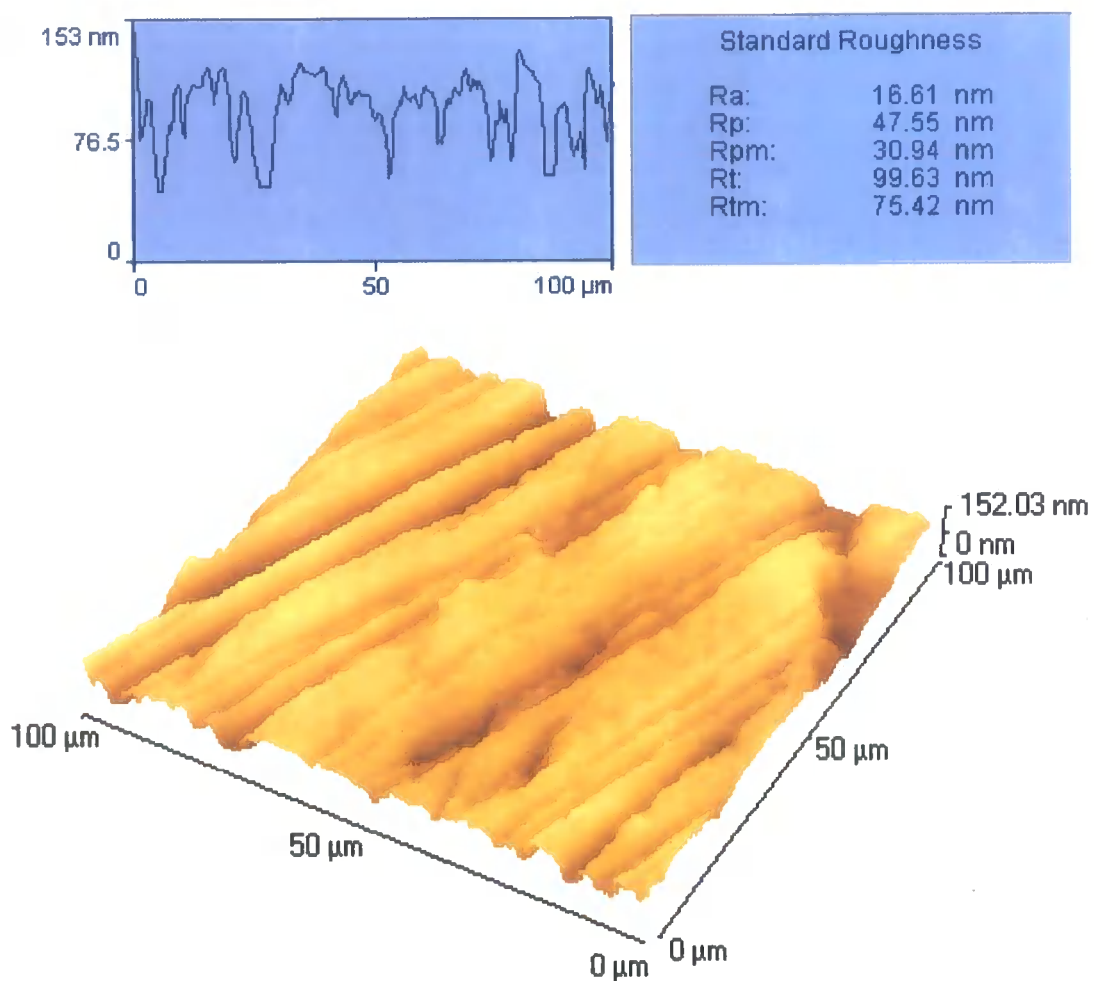 153 nm
76.5
0
0 50 100 µm
Standard Roughness
Ra: 16.61 nm
Rp: 47.55 nm
Rpm: 30.94 nm
Rt: 99.63 nm
Rtm: 75.42 nm
152.03 nm
0 nm
100 µm
50 µm
0 µm
100 µm
50 µm
0 µm